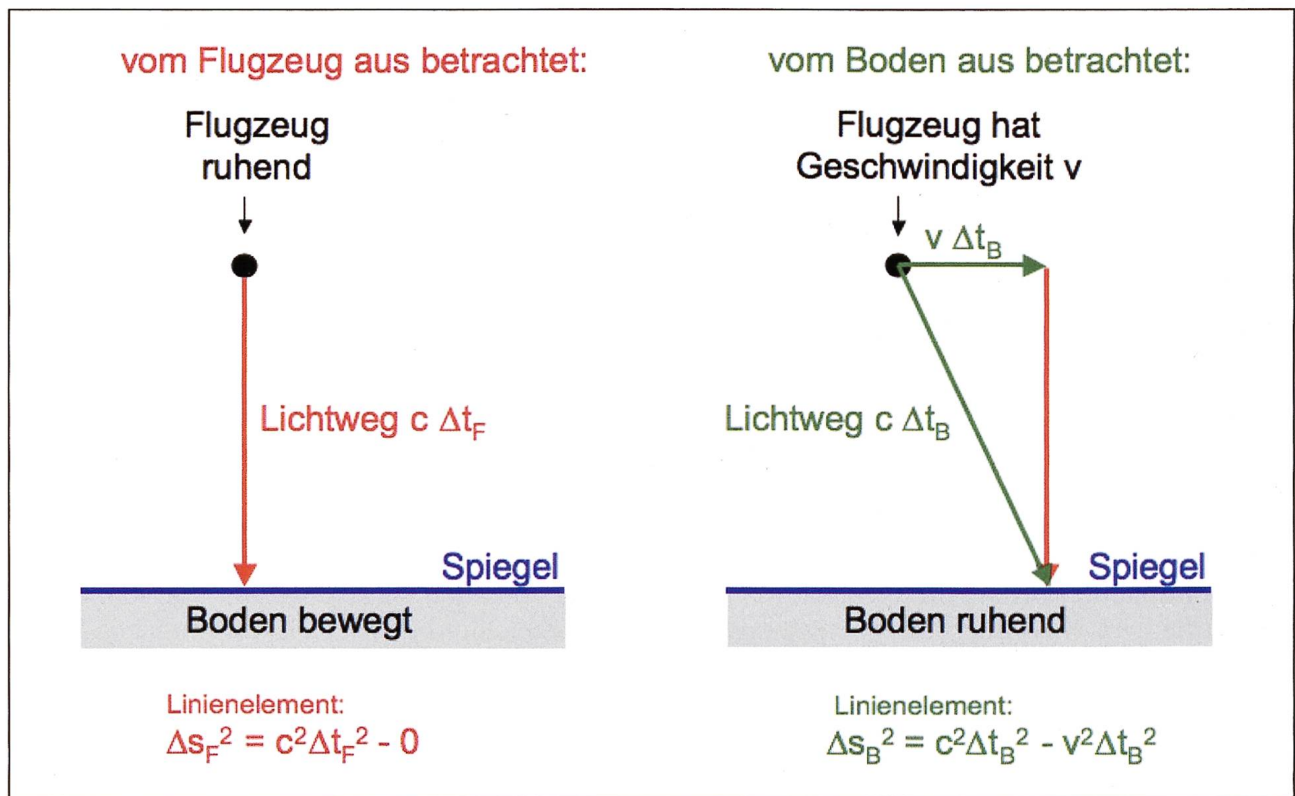 vom Flugzeug aus betrachtet:
Flugzeug
ruhend
Lichtweg c Δt_F
Spiegel
Boden bewegt
Linienelement:
Δs_F² = c²Δt_F² - 0
vom Boden aus betrachtet:
Flugzeug hat
Geschwindigkeit v
v Δt_B
Lichtweg c Δt_B
Spiegel
Boden ruhend
Linienelement:
Δs_B² = c²Δt_B² - v²Δt_B²